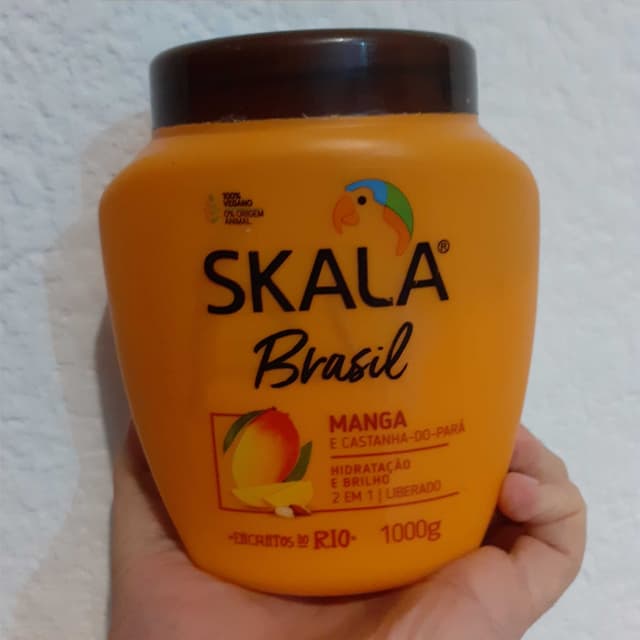 100%
VEGANO
0% ORIGEM
ANIMAL
SKALA®
Brasil
MANGA
E CASTANHA-DO-PARÁ
HIDRATAÇÃO
E BRILHO
2 EM 1 | LIBERADO
ENCANTOS DO RIO
1000g